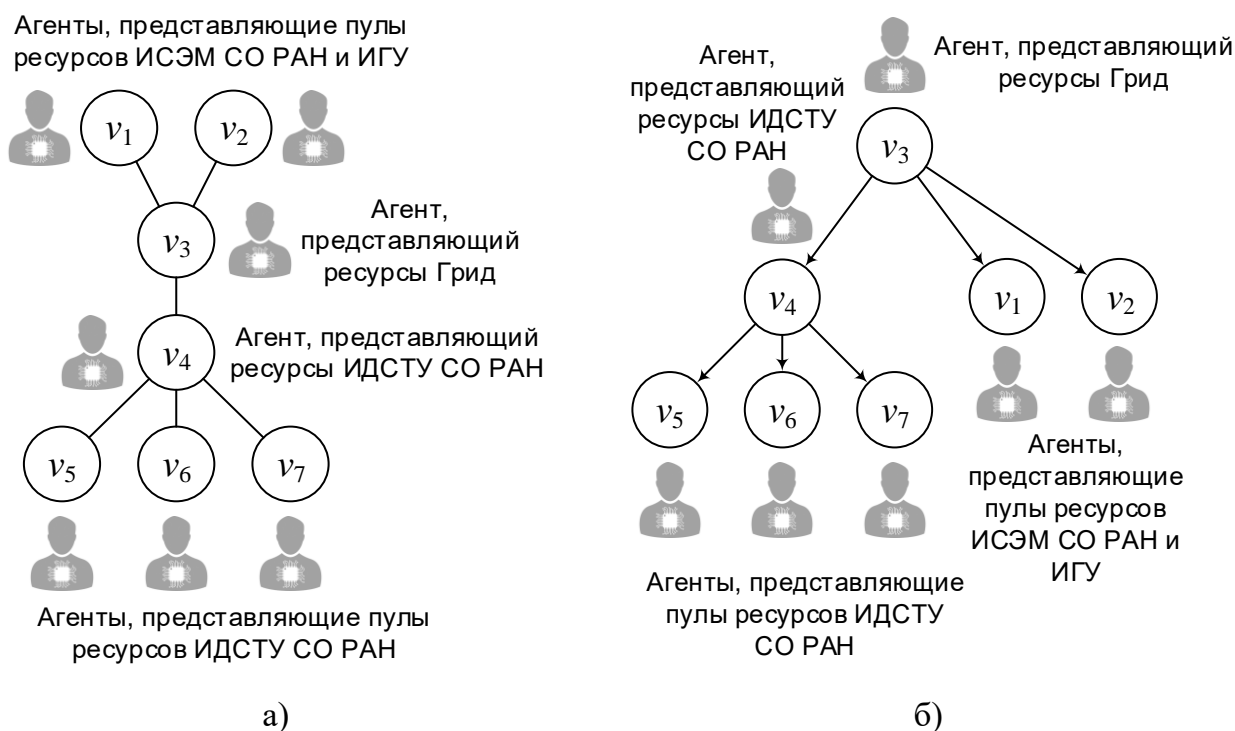 Агенты, представляющие пулы
ресурсов ИСЭМ СО РАН и ИГУ
v1
v2
v3
Агент,
представляющий
ресурсы Грид
v4
Агент, представляющий
ресурсы ИДСТУ СО РАН
v5
v6
v7
Агенты, представляющие пулы
ресурсов ИДСТУ СО РАН
а)
Агент, представляющий
ресурсы Грид
Агент,
представляющий
ресурсы ИДСТУ
СО РАН
v3
v4
v1
v2
v5
v6
v7
Агенты,
представляющие
пулы ресурсов
ИСЭМ СО РАН и
ИГУ
Агенты, представляющие
пулы ресурсов ИДСТУ
СО РАН
б)